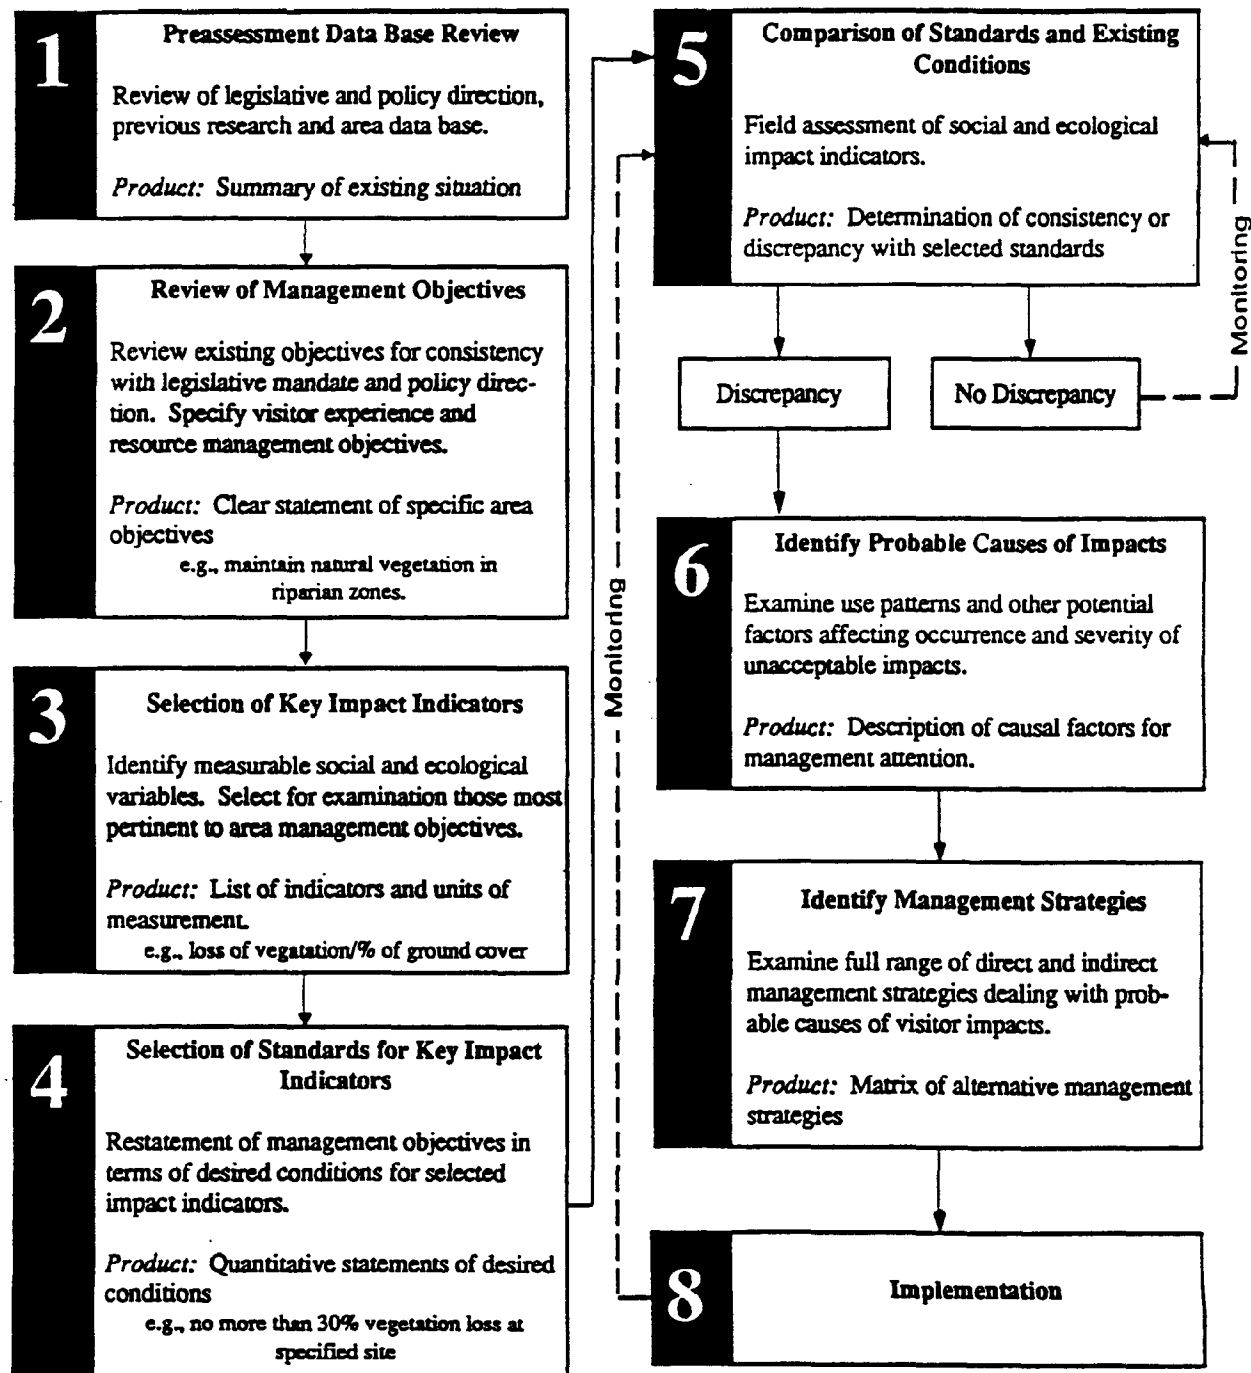 1
Preassessment Data Base Review
Review of legislative and policy direction,
previous research and area data base.
Product: Summary of existing situation
2
Review of Management Objectives
Review existing objectives for consistency
with legislative mandate and policy direc-
tion. Specify visitor experience and
resource management objectives.
Product: Clear statement of specific area
objectives
e.g., maintain natural vegetation in
riparian zones.
3
Selection of Key Impact Indicators
Identify measurable social and ecological
variables. Select for examination those most
pertinent to area management objectives.
Product: List of indicators and units of
measurement.
e.g., loss of vegatation/% of ground cover
4
Selection of Standards for Key Impact
Indicators
Restatement of management objectives in
terms of desired conditions for selected
impact indicators.
Product: Quantitative statements of desired
conditions
e.g., no more than 30% vegetation loss at
specified site
5
Comparison of Standards and Existing
Conditions
Field assessment of social and ecological
impact indicators.
Product: Determination of consistency or
discrepancy with selected standards
Discrepancy
No Discrepancy
Monitoring
6
Identify Probable Causes of Impacts
Examine use patterns and other potential
factors affecting occurrence and severity of
unacceptable impacts.
Product: Description of causal factors for
management attention.
7
Identify Management Strategies
Examine full range of direct and indirect
management strategies dealing with prob-
able causes of visitor impacts.
Product: Matrix of alternative management
strategies
8
Implementation
Monitoring